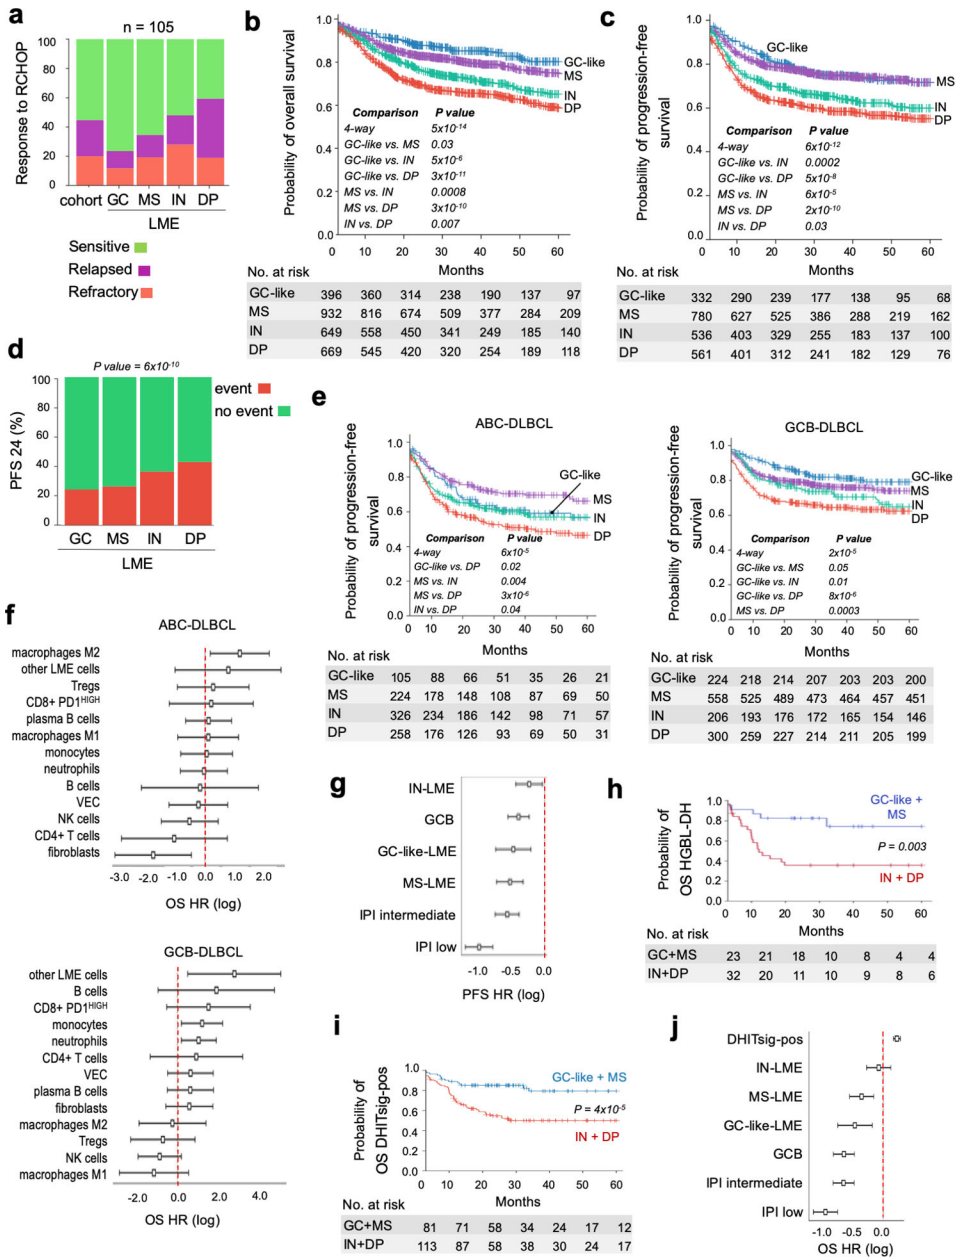 a
n = 105
Response to RCHOP
100
80
60
40
20
0
cohort GC MS IN DP
LME
Sensitive
Relapsed
Refractory
b
Probability of overall survival
1.0
0.8
0.6
0.4
0.2
0.0
GC-like
MS
IN
DP
Comparison P value
4-way 5x10-14
GC-like vs. MS 0.03
GC-like vs. IN 5x10-6
GC-like vs. DP 3x10-11
MS vs. IN 0.0008
MS vs. DP 3x10-10
IN vs. DP 0.007
0 10 20 30 40 50 60
Months
No. at risk
GC-like 396 360 314 238 190 137 97
MS 932 816 674 509 377 284 209
IN 649 558 450 341 249 185 140
DP 669 545 420 320 254 189 118
c
Probability of progression-free
survival
1.0
0.8
0.6
0.4
0.2
0.0
GC-like
MS
IN
DP
Comparison P value
4-way 6x10-12
GC-like vs. IN 0.0002
GC-like vs. DP 5x10-8
MS vs. IN 6x10-5
MS vs. DP 2x10-10
IN vs. DP 0.03
0 10 20 30 40 50 60
Months
No. at risk
GC-like 332 290 239 177 138 95 68
MS 780 627 525 386 288 219 162
IN 536 403 329 255 183 137 100
DP 561 401 312 241 182 129 76
d
P value = 6x10-10
PFS 24 (%)
100
80
60
40
20
0
GC MS IN DP
LME
event
no event
e
ABC-DLBCL
Probability of progression-free
survival
1.0
0.8
0.6
0.4
0.2
0.0
GC-like
MS
IN
DP
Comparison P value
4-way 6x10-5
GC-like vs. DP 0.02
MS vs. IN 0.004
MS vs. DP 3x10-6
IN vs. DP 0.04
0 10 20 30 40 50 60
Months
No. at risk
GC-like 105 88 66 51 35 26 21
MS 224 178 148 108 87 69 50
IN 326 234 186 142 98 71 57
DP 258 176 126 93 69 50 31
GCB-DLBCL
Probability of progression-free
survival
1.0
0.8
0.6
0.4
0.2
0.0
GC-like
MS
IN
DP
Comparison P value
4-way 2x10-5
GC-like vs. MS 0.05
GC-like vs. IN 0.01
GC-like vs. DP 8x10-6
MS vs. DP 0.0003
0 10 20 30 40 50 60
Months
No. at risk
GC-like 224 218 214 207 203 203 200
MS 558 525 489 473 464 457 451
IN 206 193 176 172 165 154 146
DP 300 259 227 214 211 205 199
f
ABC-DLBCL
macrophages M2
other LME cells
Tregs
CD8+ PD1HIGH
plasma B cells
macrophages M1
monocytes
neutrophils
B cells
VEC
NK cells
CD4+ T cells
fibroblasts
-3.0 -2.0 -1.0 0.0 1.0 2.0
OS HR (log)
GCB-DLBCL
other LME cells
B cells
CD8+ PD1HIGH
monocytes
neutrophils
CD4+ T cells
VEC
plasma B cells
fibroblasts
macrophages M2
Tregs
NK cells
macrophages M1
-2.0 0.0 2.0 4.0
OS HR (log)
g
IN-LME
GCB
GC-like-LME
MS-LME
IPI intermediate
IPI low
-1.0 -0.5 0.0
PFS HR (log)
h
Probability of
OS HGBL-DH
1.0
0.8
0.6
0.4
0.2
0.0
GC-like +
MS
P = 0.003
IN + DP
0 10 20 30 40 50 60
Months
No. at risk
GC+MS 23 21 18 10 8 4 4
IN+DP 32 20 11 10 9 8 6
i
Probability of
OS DHITsig-pos
1.0
0.8
0.6
0.4
0.2
0.0
GC-like + MS
P = 4x10-5
IN + DP
0 10 20 30 40 50 60
Months
No. at risk
GC+MS 81 71 58 34 24 17 12
IN+DP 113 87 58 38 30 24 17
j
DHITsig-pos
IN-LME
MS-LME
GC-like-LME
GCB
IPI intermediate
IPI low
-1.0 -0.5 0.0
OS HR (log)